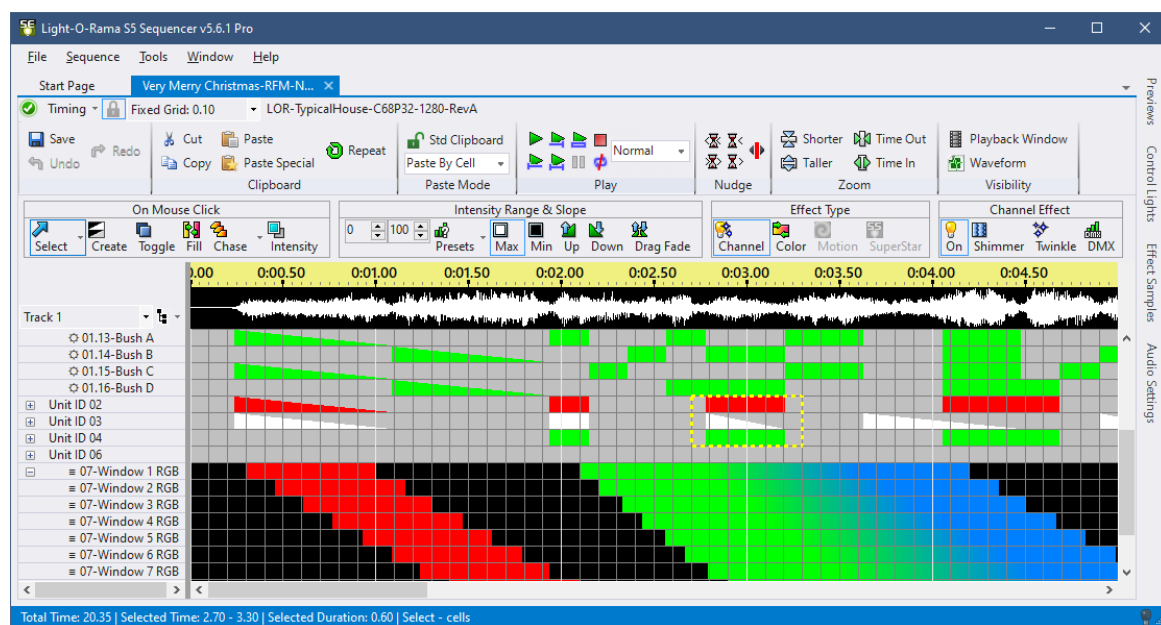 Light-O-Rama S5 Sequencer v5.6.1 Pro
File Sequence Tools Window Help
Start Page Very Merry Christmas-RFM-N...
Timing Fixed Grid: 0.10 LOR-TypicalHouse-C68P32-1280-RevA
Save Cut Paste Std Clipboard Shorter Time Out Playback Window
Redo Repeat Normal
Undo Copy Paste Special Paste By Cell Taller Time In Waveform
Clipboard Paste Mode Play Nudge Zoom Visibility
On Mouse Click Intensity Range & Slope Effect Type Channel Effect
0 100
Select Create Toggle Fill Chase Intensity Presets Max Min Up Down Drag Fade Channel Color Motion SuperStar On Shimmer Twinkle DMX
0:00.50 0:01.00 0:01.50 0:02.00 0:02.50 0:03.00 0:03.50 0:04.00 0:04.50
Track 1
01.13-Bush A
01.14-Bush B
01.15-Bush C
01.16-Bush D
Unit ID 02
Unit ID 03
Unit ID 04
Unit ID 06
07-Window 1 RGB
07-Window 2 RGB
07-Window 3 RGB
07-Window 4 RGB
07-Window 5 RGB
07-Window 6 RGB
07-Window 7 RGB
Total Time: 20.35 | Selected Time: 2.70 - 3.30 | Selected Duration: 0.60 | Select - cells
Previews
Control Lights
Effect Samples
Audio Settings